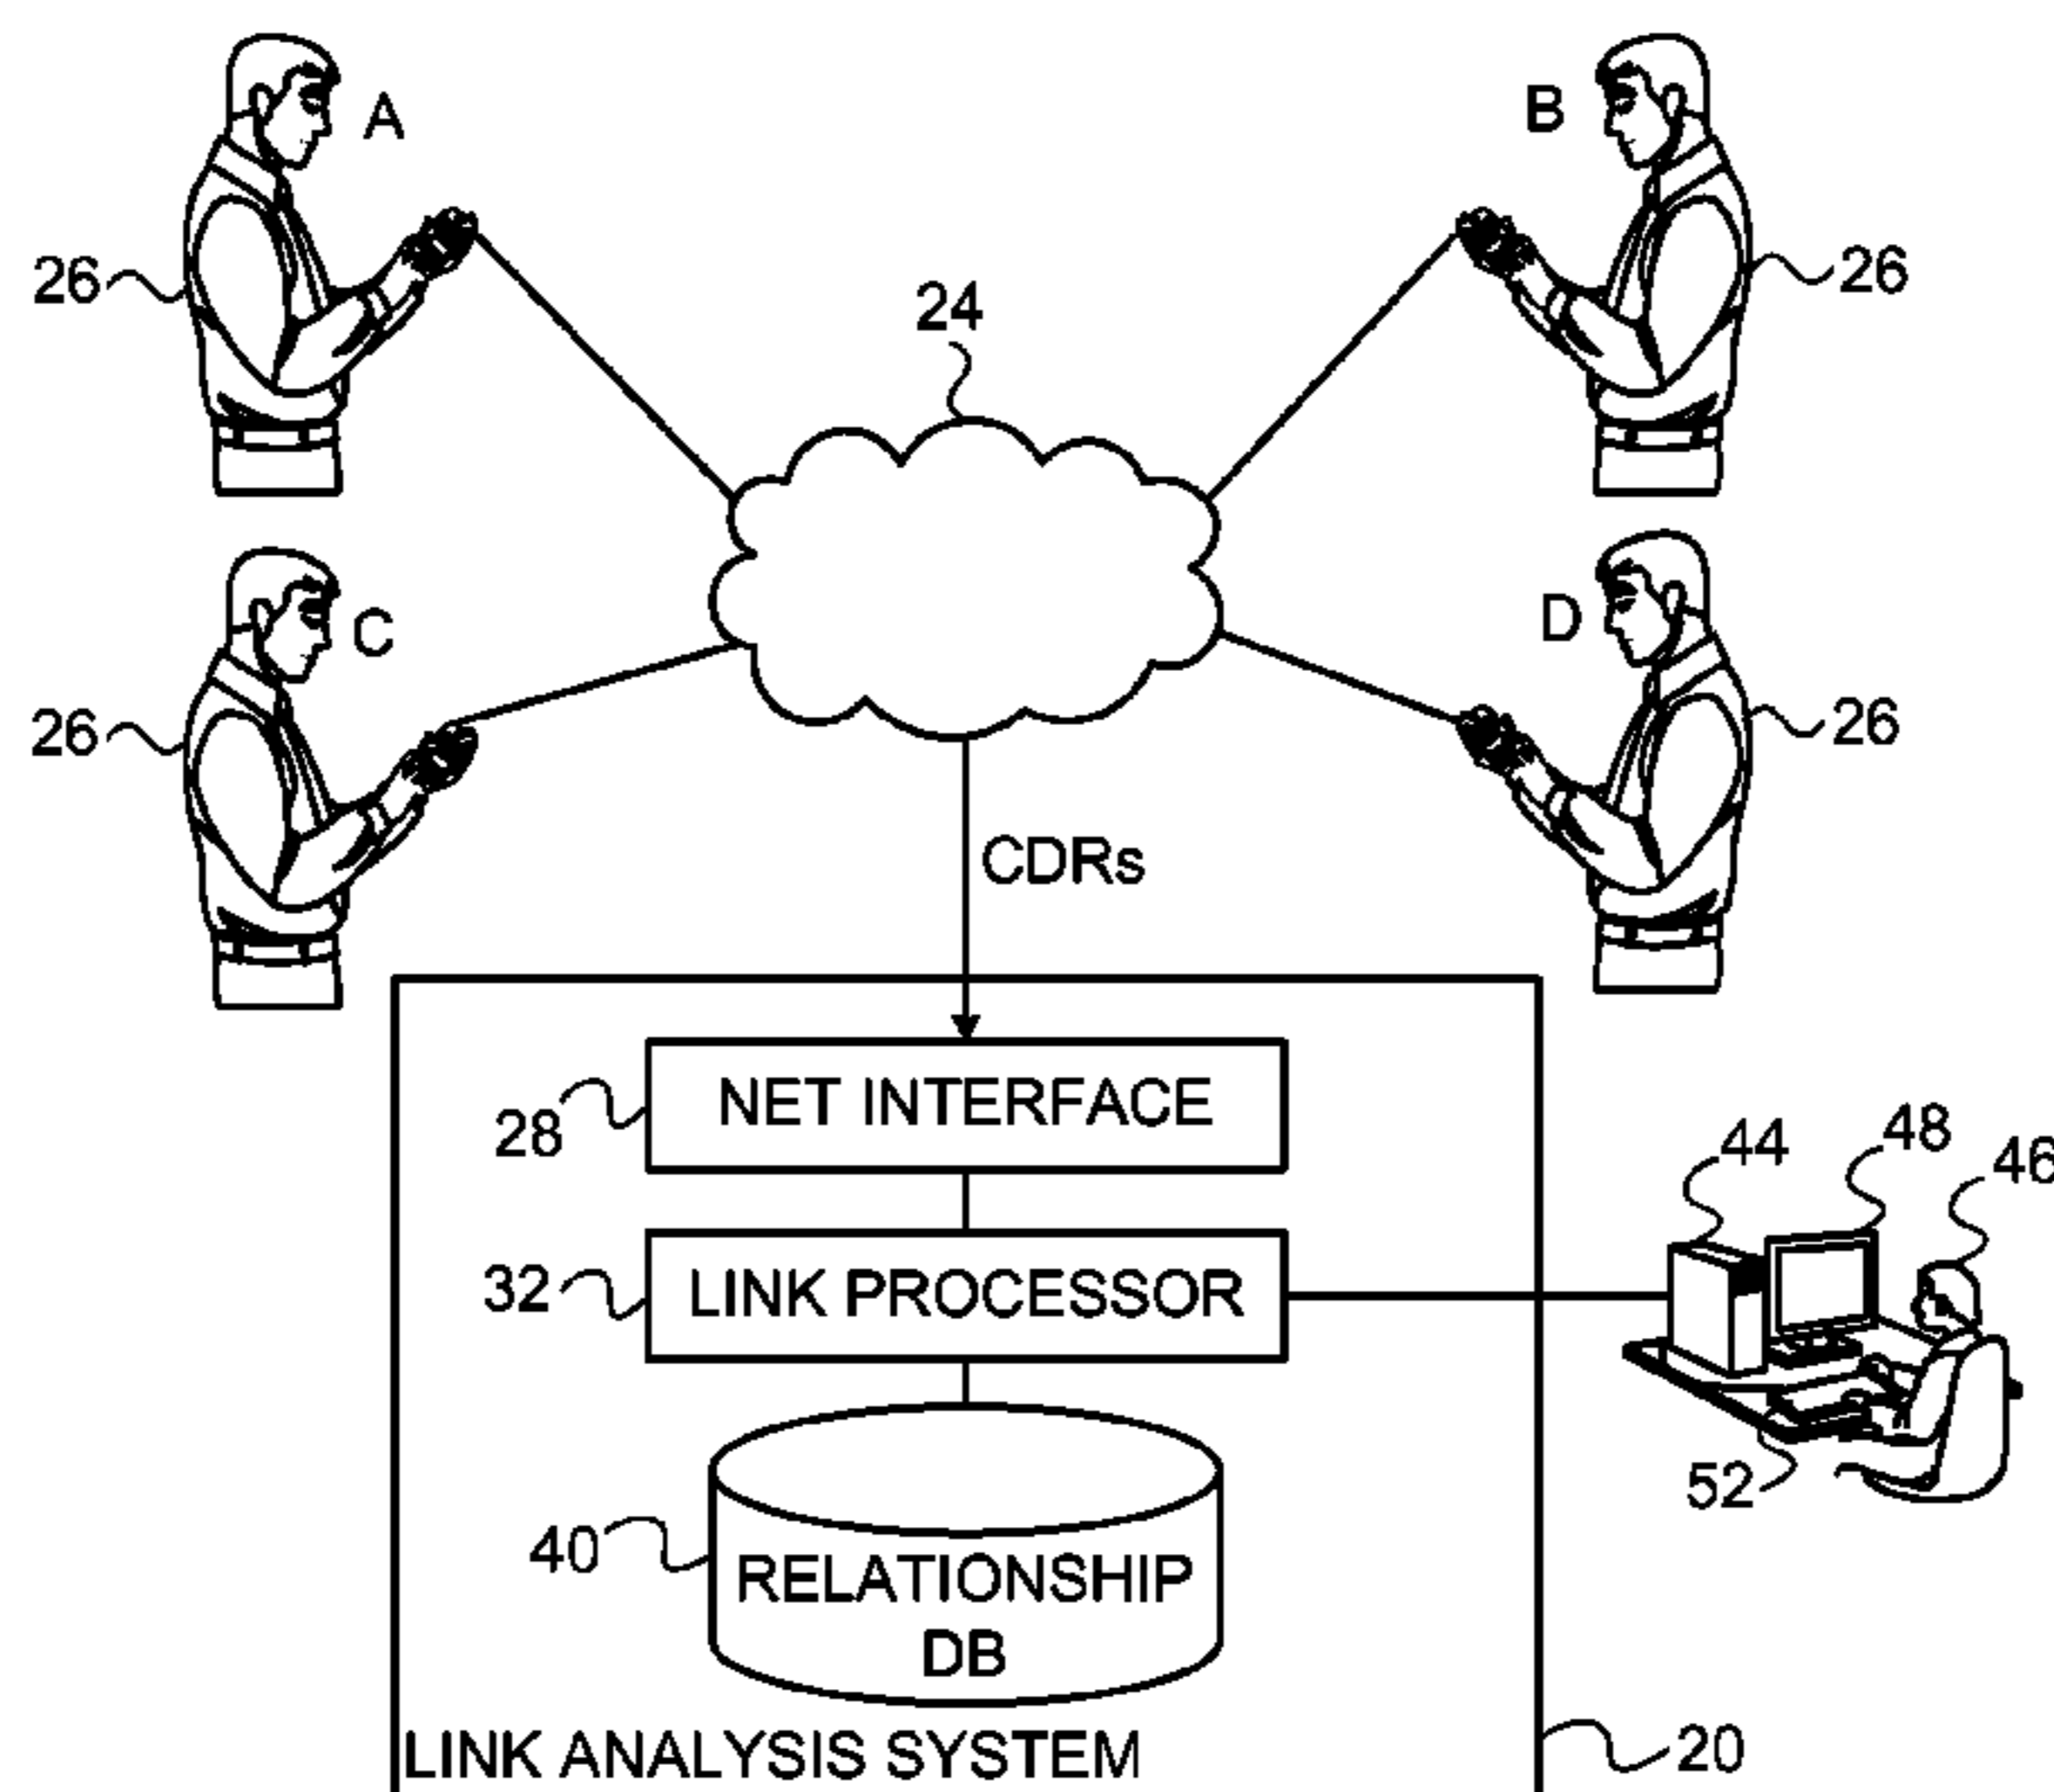 A
B
26
24
26
C
D
26
26
CDRs
NET INTERFACE
28
44
48
46
32
LINK PROCESSOR
52
40
RELATIONSHIP
DB
LINK ANALYSIS SYSTEM
20